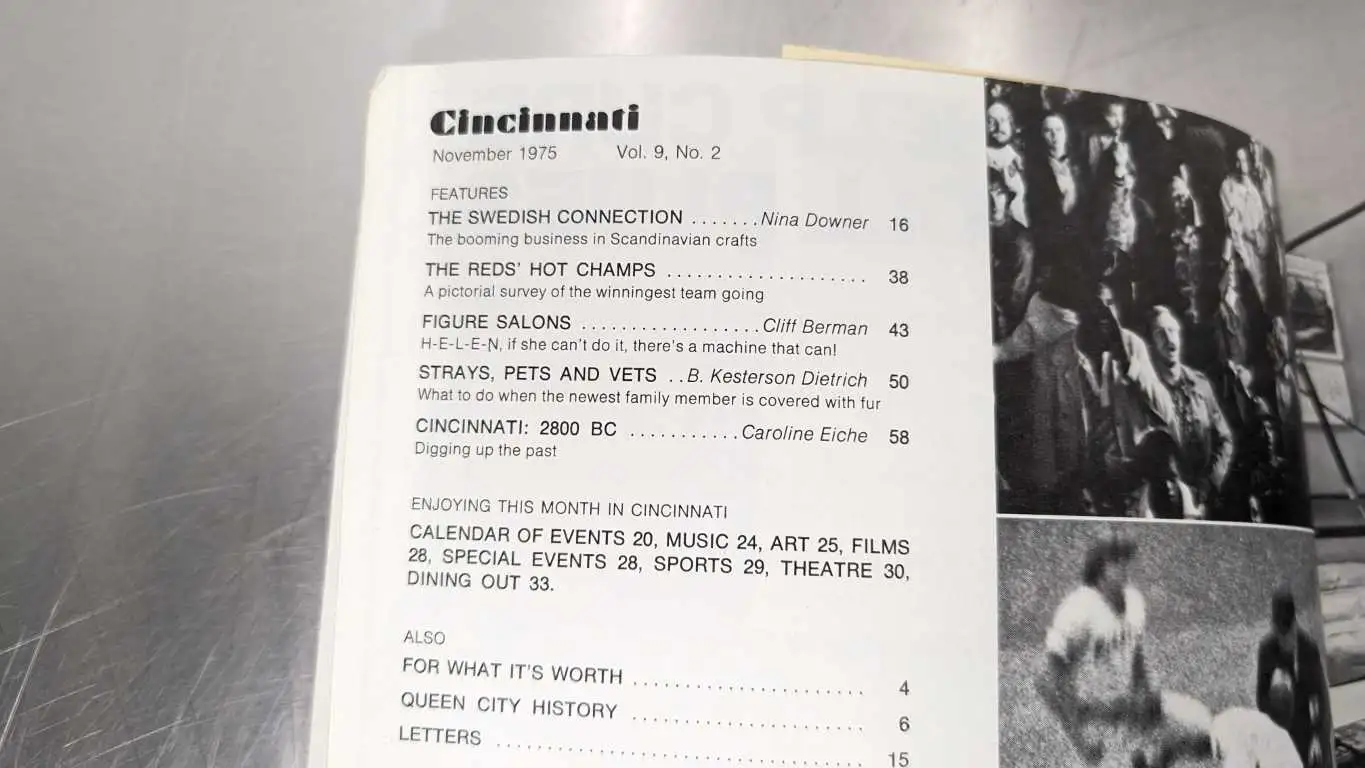 Cincinnati
November 1975 Vol. 9, No. 2
FEATURES
THE SWEDISH CONNECTION .......Nina Downer 16
The booming business in Scandinavian crafts
THE REDS' HOT CHAMPS .................... 38
A pictorial survey of the winningest team going
FIGURE SALONS ..................Cliff Berman 43
H-E-L-E-N, if she can't do it, there's a machine that can!
STRAYS, PETS AND VETS ..B. Kesterson Dietrich 50
What to do when the newest family member is covered with fur
CINCINNATI: 2800 BC ...........Caroline Eiche 58
Digging up the past
ENJOYING THIS MONTH IN CINCINNATI
CALENDAR OF EVENTS 20, MUSIC 24, ART 25, FILMS
28, SPECIAL EVENTS 28, SPORTS 29, THEATRE 30,
DINING OUT 33.
ALSO
FOR WHAT IT'S WORTH ....................... 4
QUEEN CITY HISTORY ....................... 6
LETTERS .................................... 15